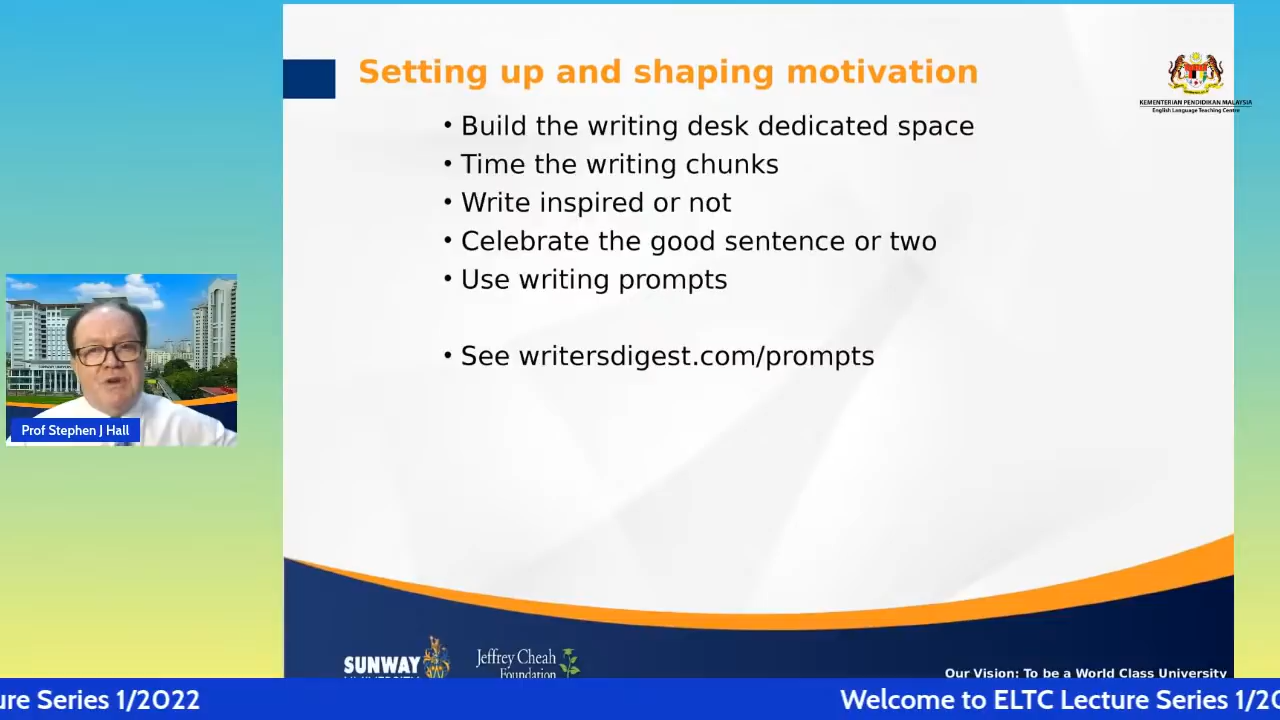 Setting up and shaping motivation
KEMENTERIAN PENDIDIKAN MALAYSIA
English Language Teaching Centre
• Build the writing desk dedicated space
• Time the writing chunks
• Write inspired or not
• Celebrate the good sentence or two
• Use writing prompts
• See writersdigest.com/prompts
Prof Stephen J Hall
SUNWAY
UNIVERSITY
Jeffrey Cheah
Foundation
Our Vision: To be a World Class University
ure Series 1/2022
Welcome to ELTC Lecture Series 1/20